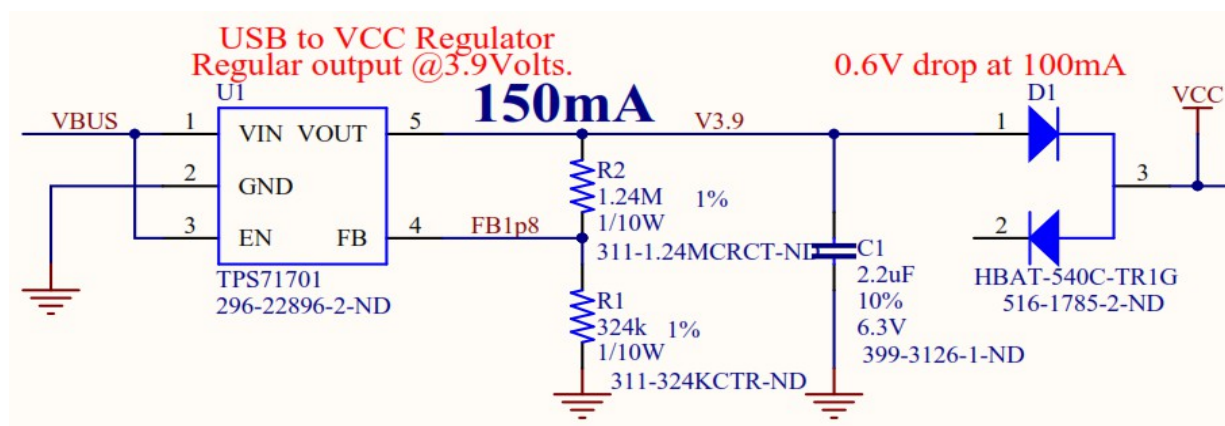 USB to VCC Regulator
Regular output @3.9Volts.
0.6V drop at 100mA
U1
150mA
D1
VCC
VBUS
1
VIN VOUT
5
V3.9
1
2
GND
R2
1.24M 1%
1/10W
3
3
EN FB
4
FB1p8
311-1.24MCRCT-ND
2
C1
2.2uF
10%
6.3V
399-3126-1-ND
HBAT-540C-TR1G
516-1785-2-ND
TPS71701
296-22896-2-ND
R1
324k 1%
1/10W
311-324KCTR-ND